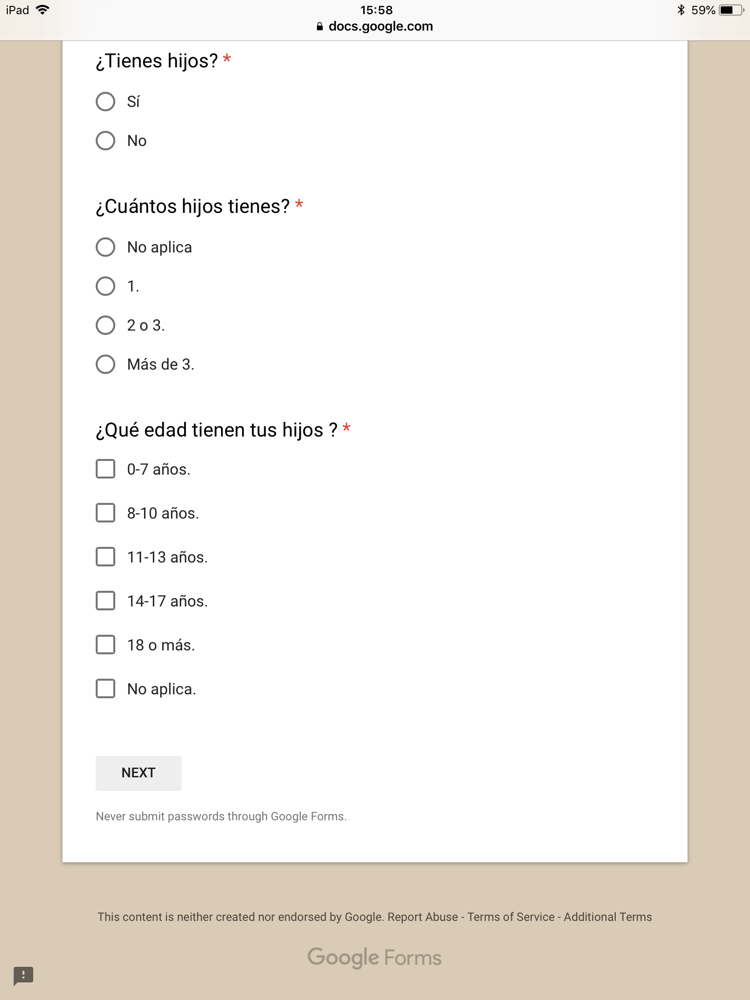 iPad 15:58 59%
docs.google.com
¿Tienes hijos? *
Sí
No
¿Cuántos hijos tienes? *
No aplica
1.
2 o 3.
Más de 3.
¿Qué edad tienen tus hijos ? *
0-7 años.
8-10 años.
11-13 años.
14-17 años.
18 o más.
No aplica.
NEXT
Never submit passwords through Google Forms.
This content is neither created nor endorsed by Google. Report Abuse - Terms of Service - Additional Terms
Google Forms